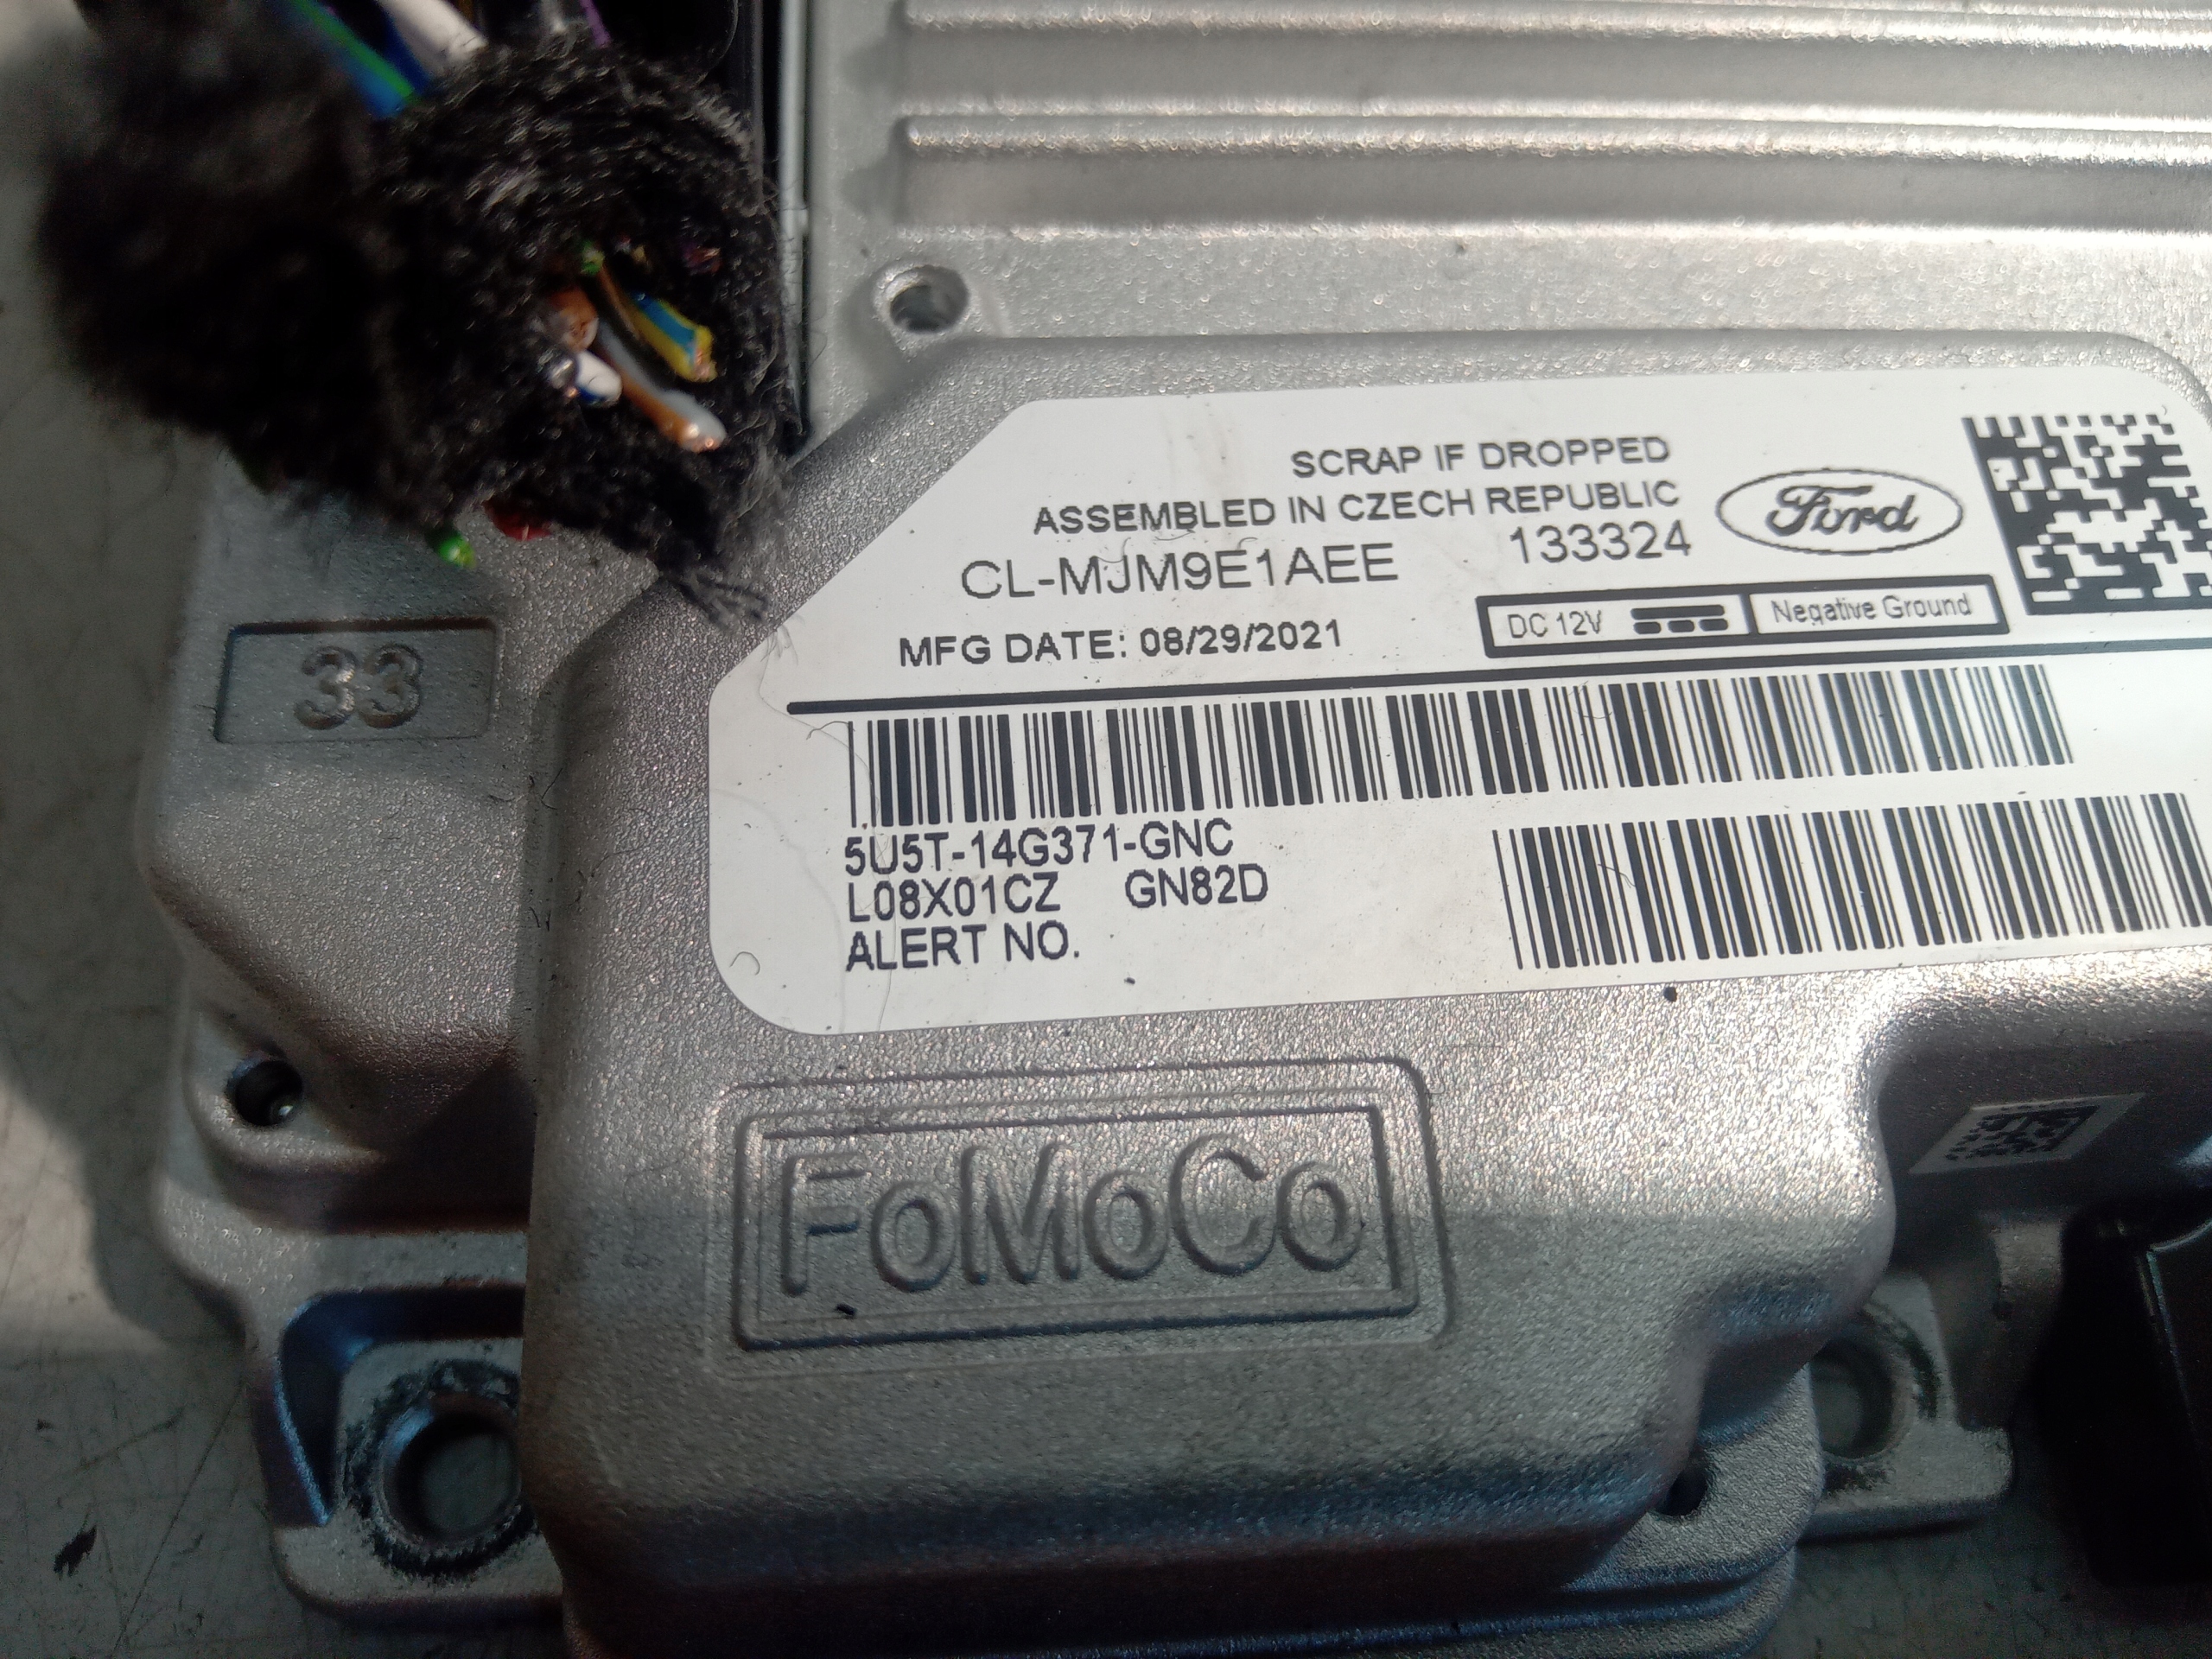 SCRAP IF DROPPED
ASSEMBLED IN CZECH REPUBLIC
CL-MJM9E1AEE 133324
Ford
MFG DATE: 08/29/2021
DC 12V Negative Ground
33
5U5T-14G371-GNC
L08X01CZ GN82D
ALERT NO.
FoMoCo